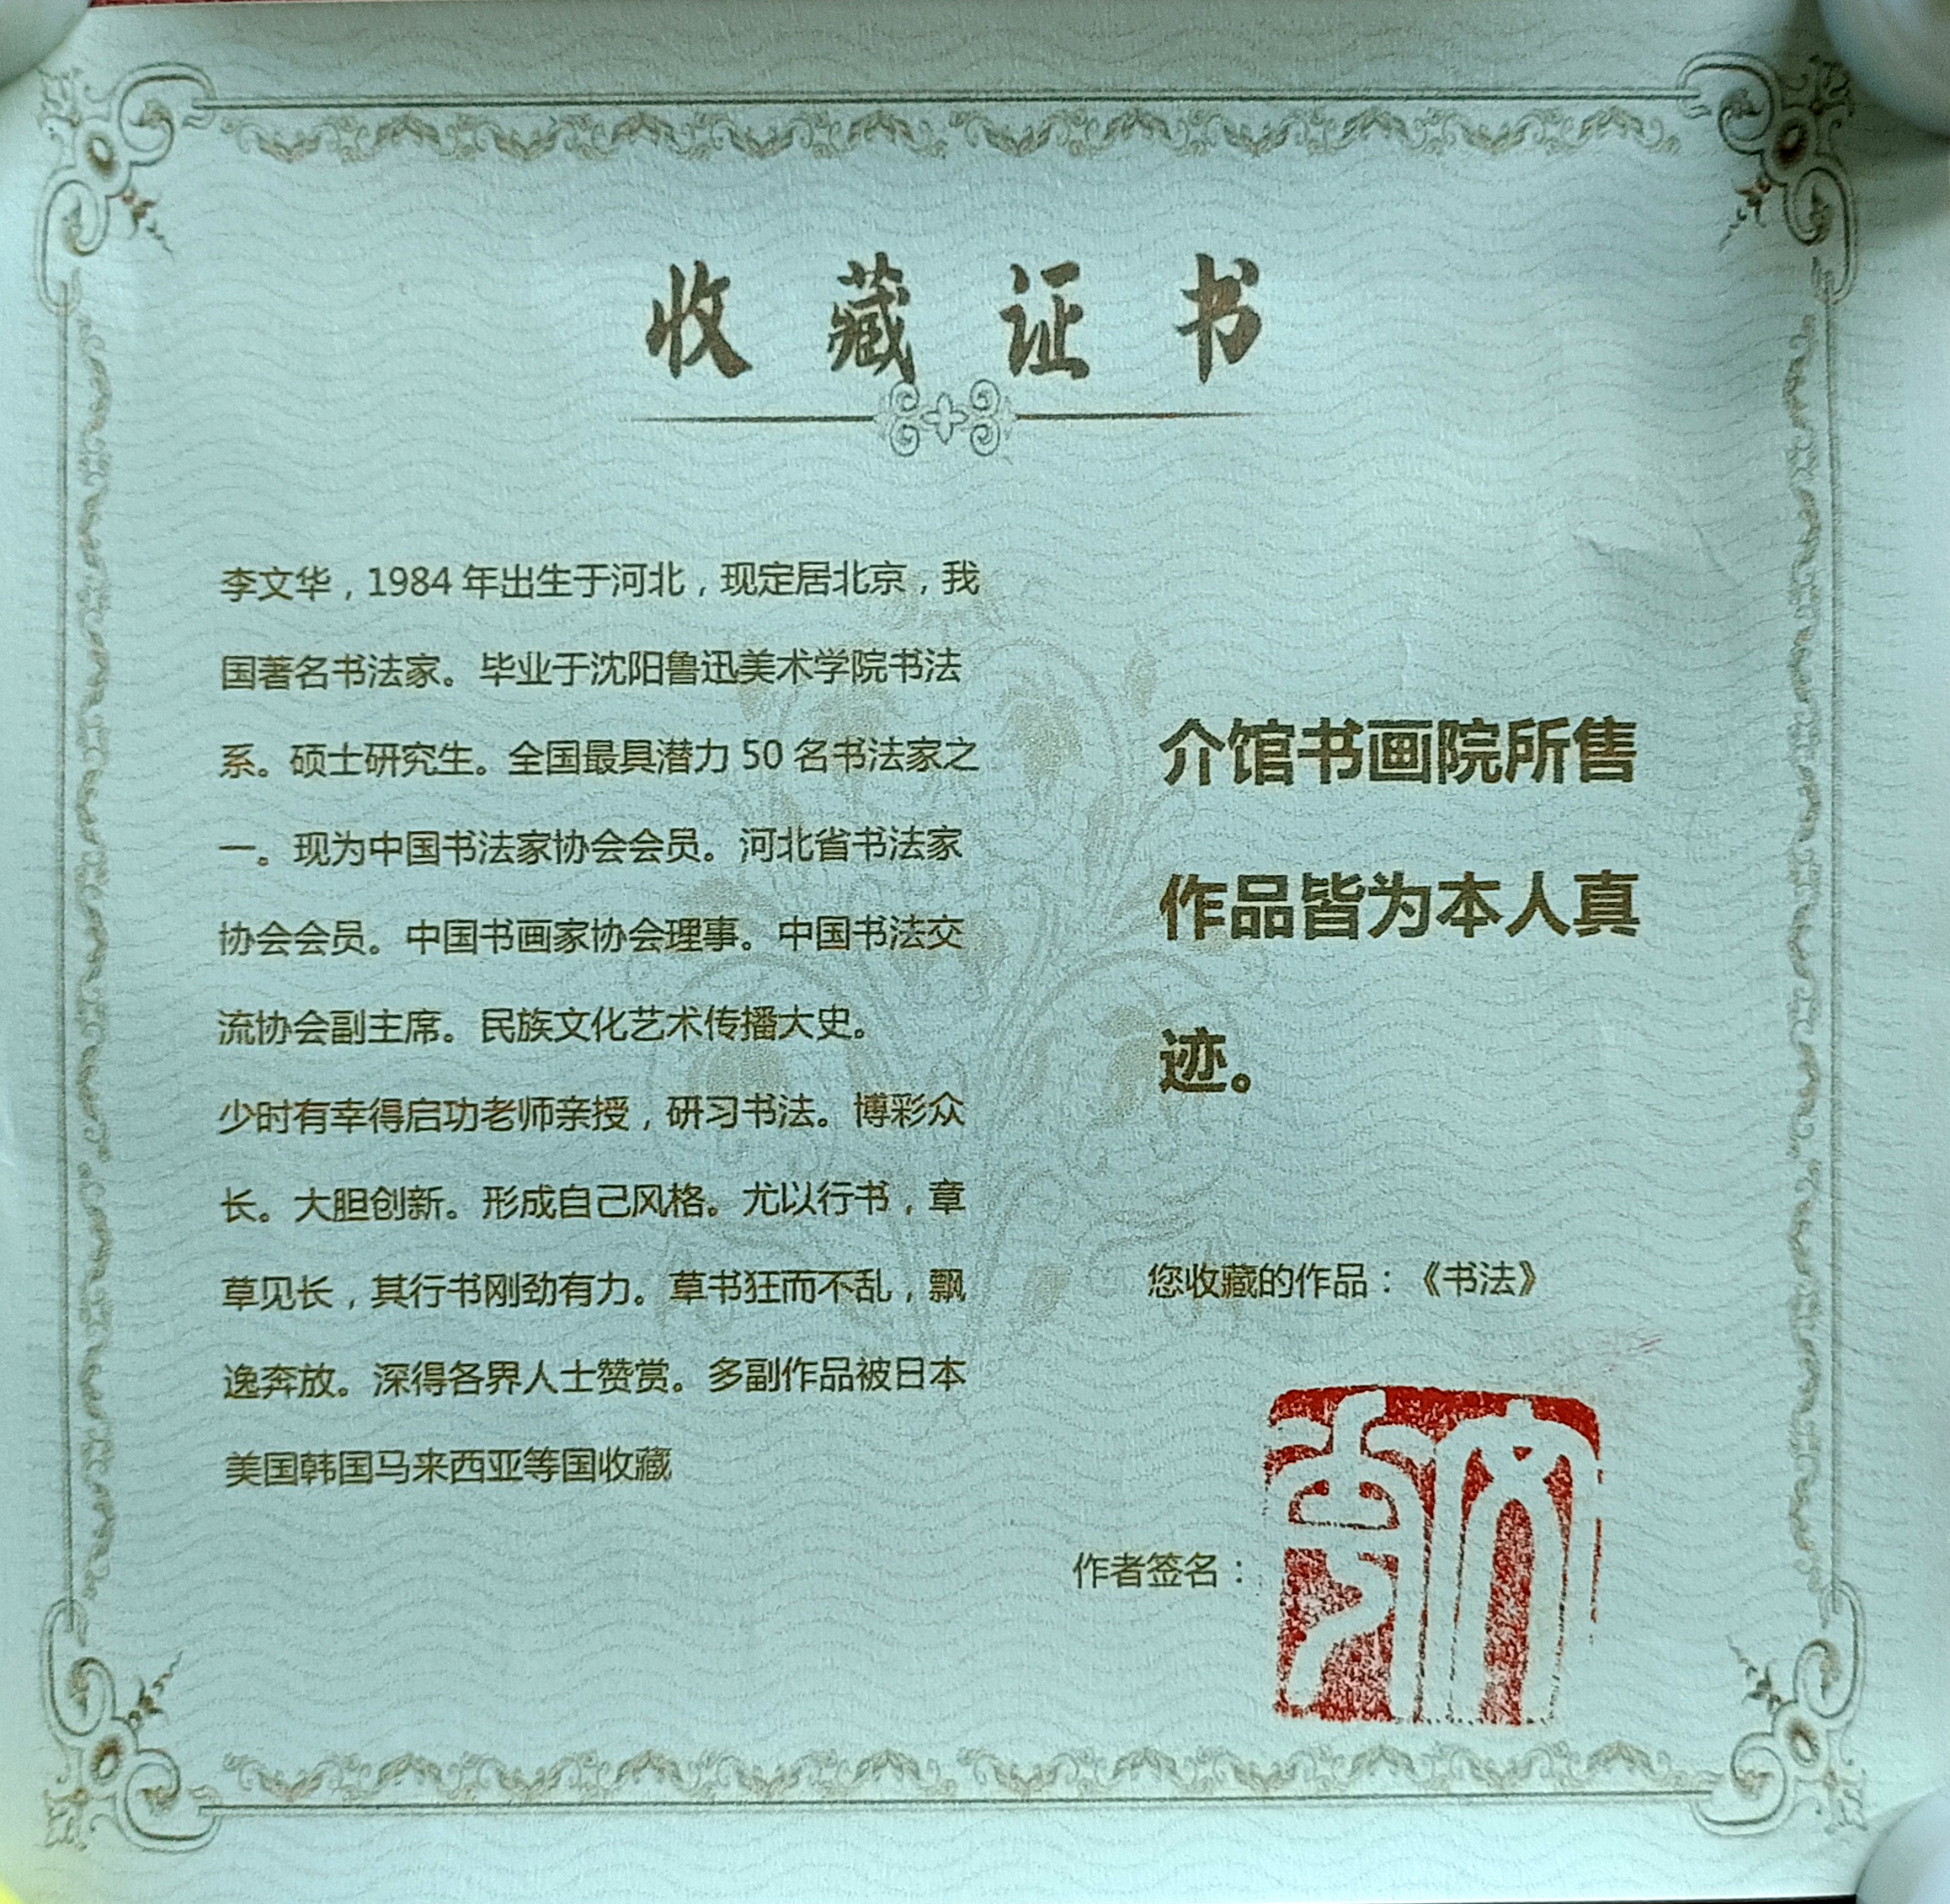 收藏证书
李文华，1984年出生于河北，现定居北京，我
国著名书法家。毕业于沈阳鲁迅美术学院书法
系。硕士研究生。全国最具潜力50名书法家之
一。现为中国书法家协会会员。河北省书法家
协会会员。中国书画家协会理事。中国书法交
流协会副主席。民族文化艺术传播大史。
少时有幸得启功老师亲授，研习书法。博彩众
长。大胆创新。形成自己风格。尤以行书，章
草见长，其行书刚劲有力。草书狂而不乱，飘
逸奔放。深得各界人士赞赏。多副作品被日本
美国韩国马来西亚等国收藏
介馆书画院所售
作品皆为本人真
迹。
您收藏的作品：《书法》
作者签名：